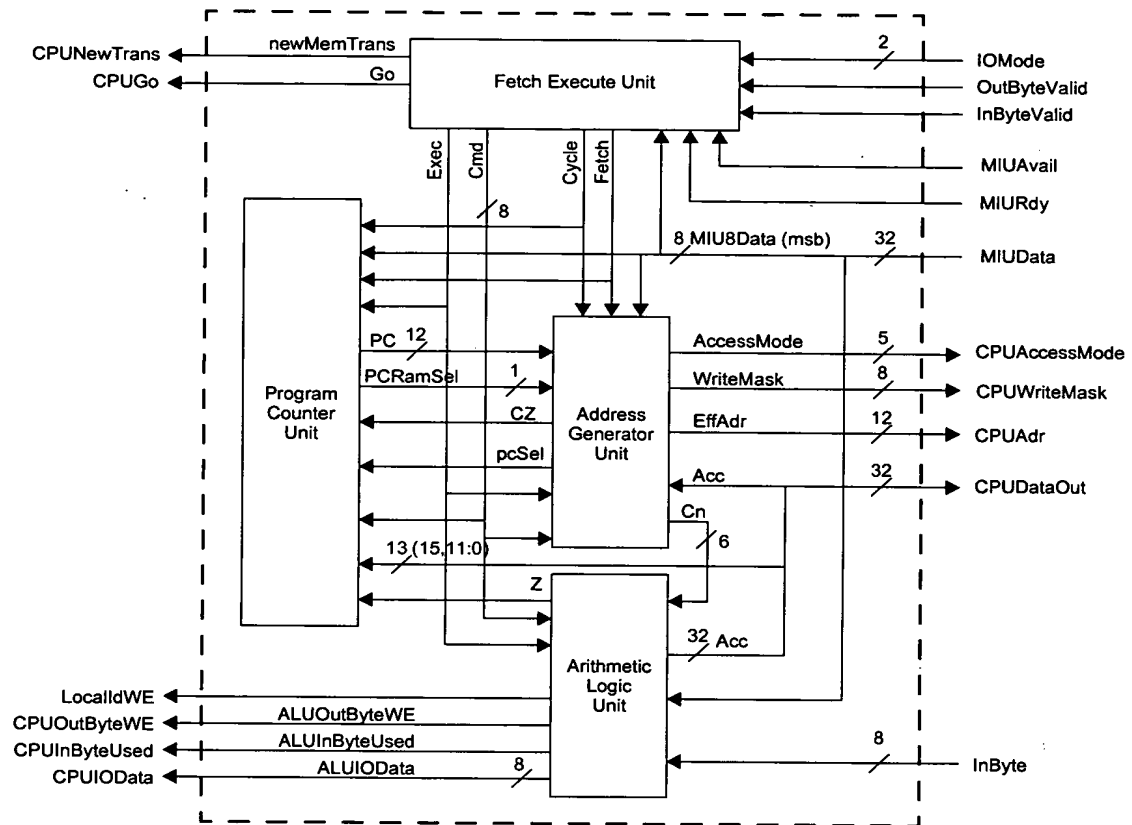 CPUNewTrans
newMemTrans
CPUGo
Go
Fetch Execute Unit
2
IOMode
OutByteValid
InByteValid
MIUAvail
MIURdy
Exec
Cmd
Cycle
Fetch
8
8 MIU8Data (msb)
32
MIUData
PC
12
PCRamSel
1
CZ
pcSel
Program
Counter
Unit
Address
Generator
Unit
AccessMode
5
CPUAccessMode
WriteMask
8
CPUWriteMask
EffAdr
12
CPUAdr
Acc
32
CPUDataOut
Cn
6
13 (15,11:0)
Z
32
Acc
Arithmetic
Logic
Unit
LocalIdWE
CPUOutByteWE
ALUOutByteWE
CPUInByteUsed
ALUInByteUsed
CPUIOData
ALUIOData
8
8
InByte